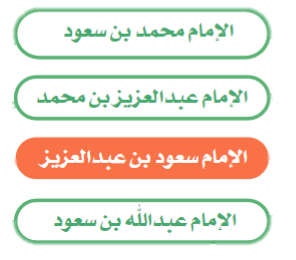 الإمام محمد بن سعود
الإمام عبدالعزيز بن محمد
الإمام سعود بن عبدالعزيز
الإمام عبدالله بن سعود